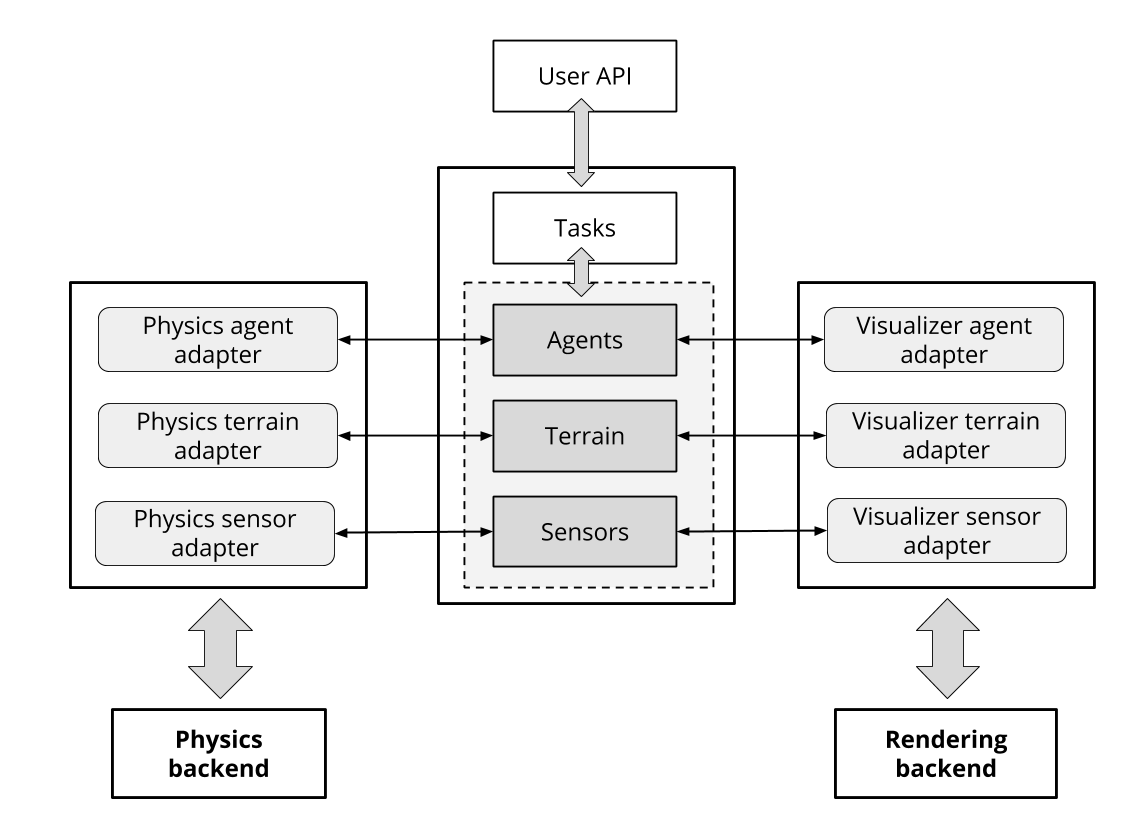 User API
Tasks
Physics agent
adapter
Agents
Visualizer agent
adapter
Physics terrain
adapter
Terrain
Visualizer terrain
adapter
Physics sensor
adapter
Sensors
Visualizer sensor
adapter
Physics
backend
Rendering
backend